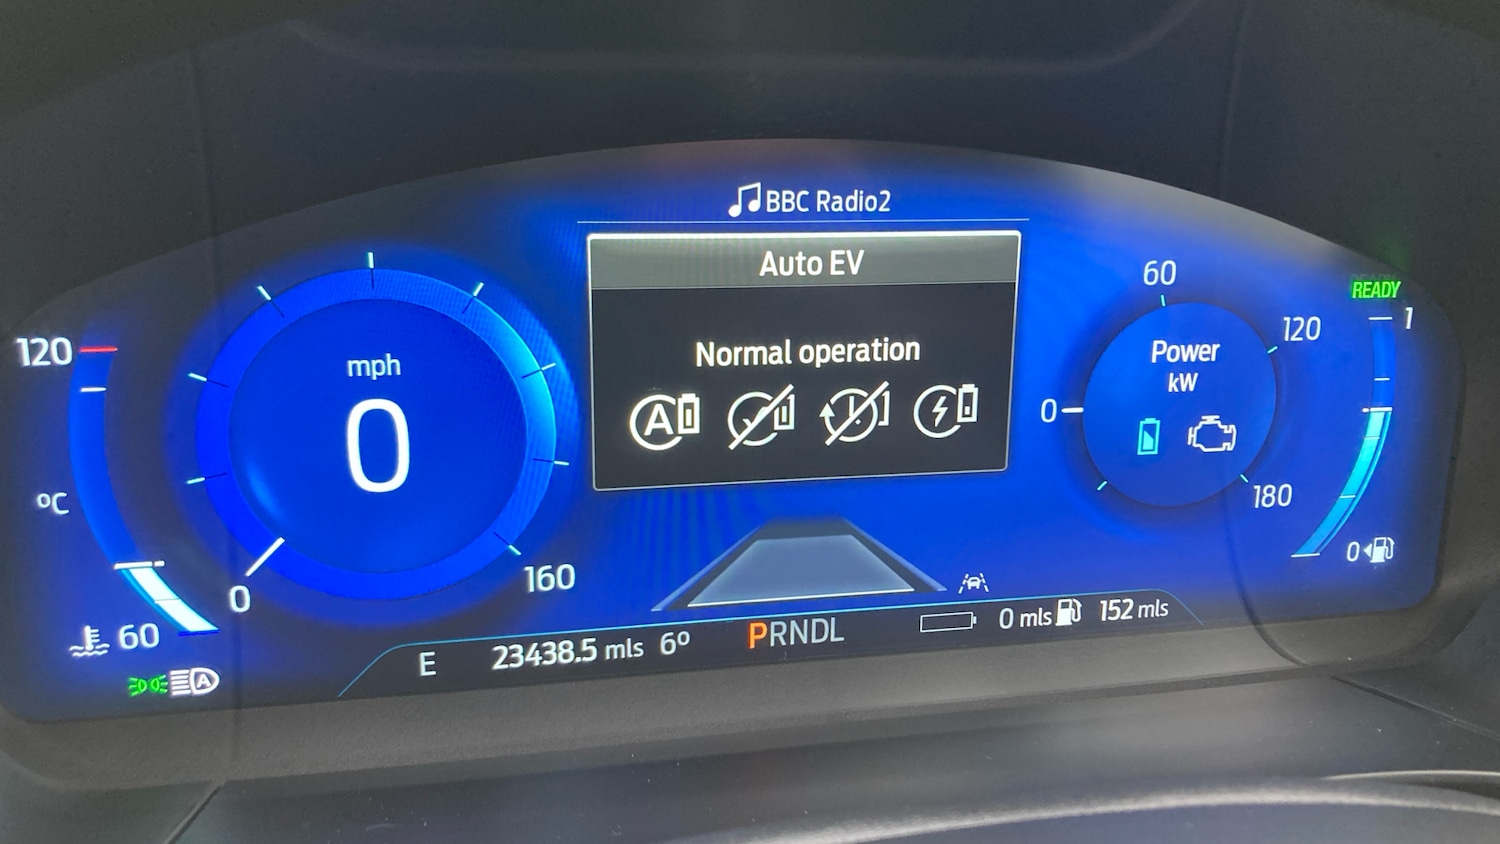 BBC Radio2
Auto EV
Normal operation
A
120
°C
60
A
mph
0
0
160
60
120
0
Power
kW
180
READY
1
0
E
23438.5 mls
6°
PRNDL
0 mls
152 mls